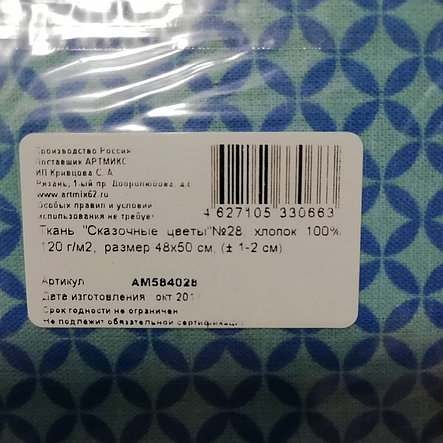 Производство Россия
Поставщик АРТМИКС
ИП Кривцова С. А
Рязань, 1-ый пр. Добролюбова, д.6
www.artmix62.ru
Особых правил и условий
использования не требует
4 627105 330663
Ткань "Сказочные цветы"№28, хлопок 100%.
120 г/м2, размер 48х50 см. (± 1-2 см)
Артикул АМ584028
Дата изготовления окт
Срок годности не ограничен
Не подлежит обязательной